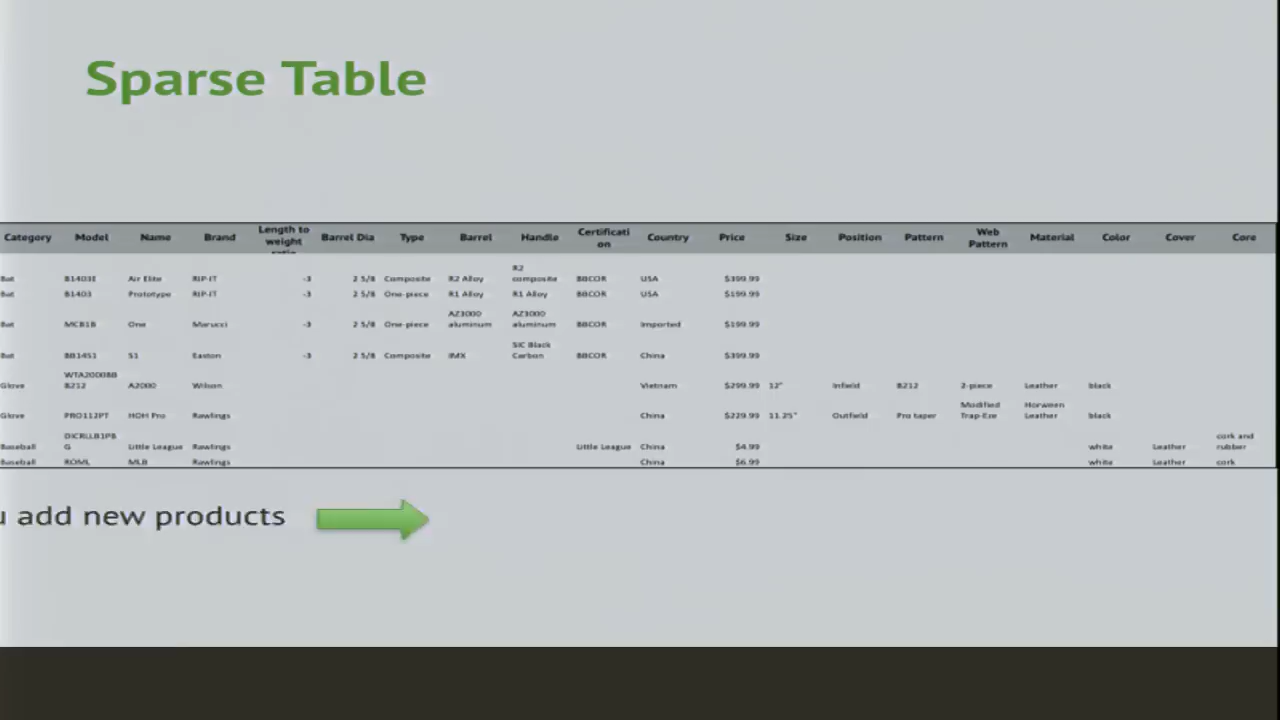 Sparse Table
Category Model Name Brand Length to weight ratio Barrel Dia Type Barrel Handle Certification Country Price Size Position Pattern Web Pattern Material Color Cover Core
Bat B1403E Air Elite RIP-IT -3 2 5/8 Composite R2 Alloy R2 composite BBCOR USA $399.99
Bat B1403 Prototype RIP-IT -3 2 5/8 One-piece R1 Alloy R1 Alloy BBCOR USA $199.99
Bat MCB1B One Marucci -3 2 5/8 One-piece AZ3000 aluminum AZ3000 aluminum BBCOR Imported $199.99
Bat BB14S1 S1 Easton -3 2 5/8 Composite IMX SIC Black Carbon BBCOR China $399.99
Glove WTA2000BBB212 A2000 Wilson Vietnam $299.99 12" Infield B212 2-piece Leather black
Glove PRO112PT HOH Pro Rawlings China $229.99 11.25" Outfield Pro taper Modified Trap-Eze Horween Leather black
Baseball DICRLLB1PBG Little League Rawlings Little League China $4.99 white Leather cork and rubber
Baseball ROML MLB Rawlings China $6.99 white Leather cork
add new products